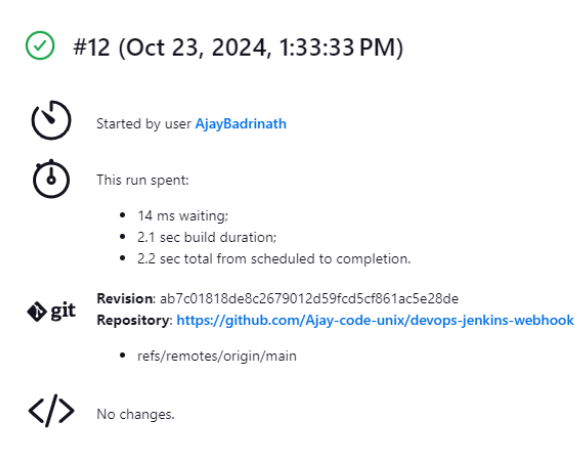 #12 (Oct 23, 2024, 1:33:33 PM)
Started by user AjayBadrinath
This run spent:
• 14 ms waiting;
• 2.1 sec build duration;
• 2.2 sec total from scheduled to completion.
git
Revision: ab7c01818de8c2679012d59fcd5cf861ac5e28de
Repository: https://github.com/Ajay-code-unix/devops-jenkins-webhook
• refs/remotes/origin/main
No changes.